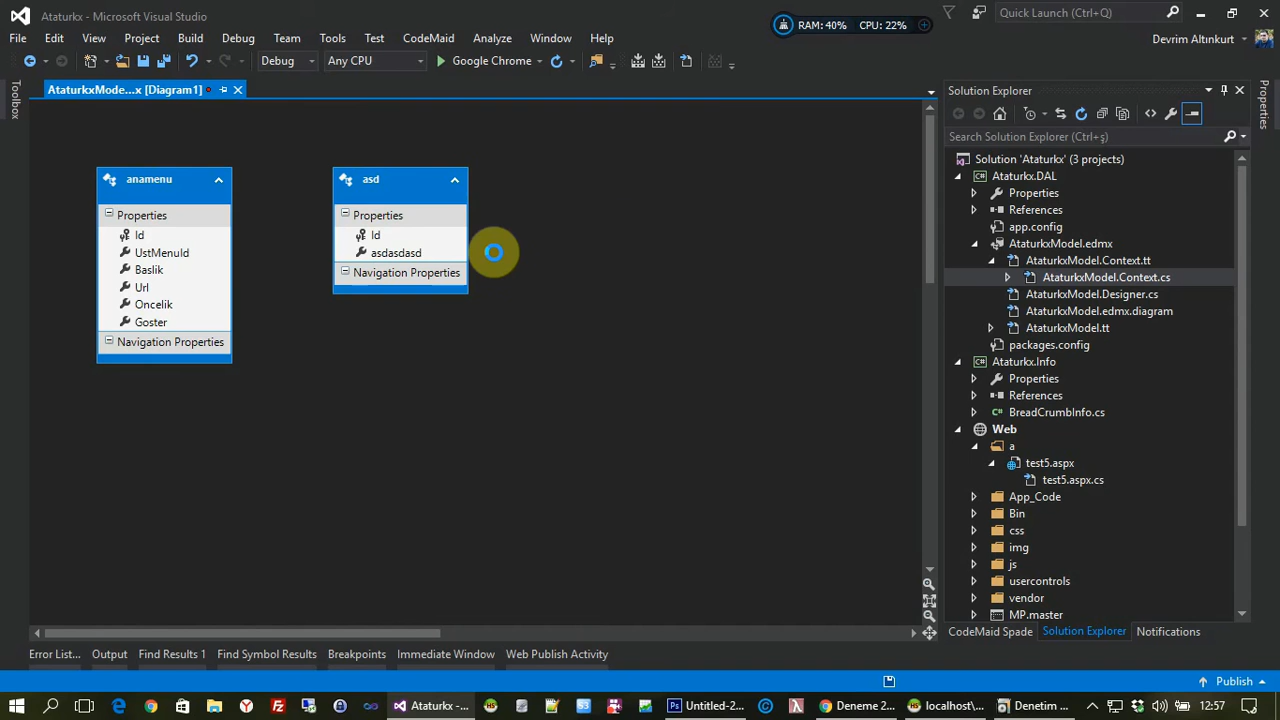 Ataturkx - Microsoft Visual Studio
RAM: 40% CPU: 22%
Quick Launch (Ctrl+Q)
File Edit View Project Build Debug Team Tools Test CodeMaid Analyze Window Help
Devrim Altınkurt
Debug Any CPU Google Chrome
Toolbox
AtaturkxMode...x [Diagram1]
anamenu
Properties
Id
UstMenuId
Baslik
Url
Oncelik
Goster
Navigation Properties
asd
Properties
Id
asdasdasd
Navigation Properties
Solution Explorer
Search Solution Explorer (Ctrl+ş)
Solution 'Ataturkx' (3 projects)
Ataturkx.DAL
Properties
References
app.config
AtaturkxModel.edmx
AtaturkxModel.Context.tt
AtaturkxModel.Context.cs
AtaturkxModel.Designer.cs
AtaturkxModel.edmx.diagram
AtaturkxModel.tt
packages.config
Ataturkx.Info
Properties
References
BreadCrumbInfo.cs
Web
a
test5.aspx
test5.aspx.cs
App_Code
Bin
css
img
js
usercontrols
vendor
MP.master
CodeMaid Spade Solution Explorer Notifications
Properties
Error List... Output Find Results 1 Find Symbol Results Breakpoints Immediate Window Web Publish Activity
Publish
Ataturkx -... Untitled-2... Deneme 2... localhost\... Denetim ... 12:57